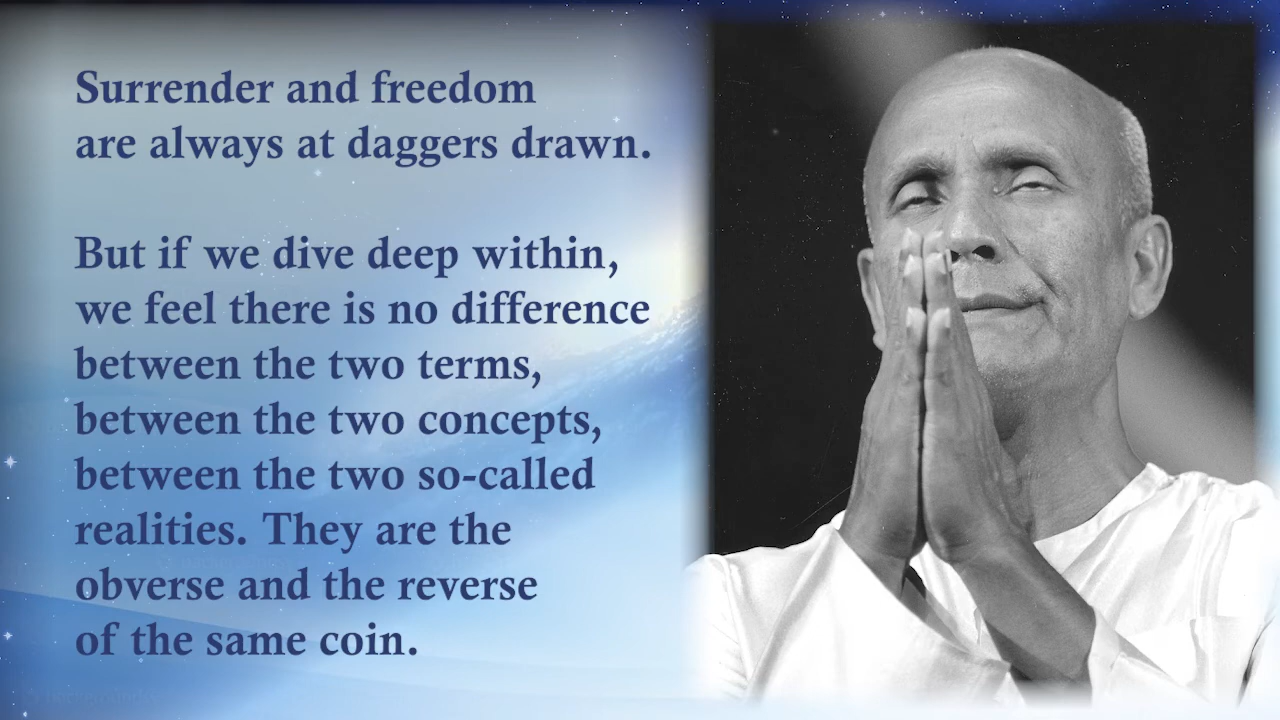 Surrender and freedom
are always at daggers drawn.
But if we dive deep within,
we feel there is no difference
between the two terms,
between the two concepts,
between the two so-called
realities. They are the
obverse and the reverse
of the same coin.